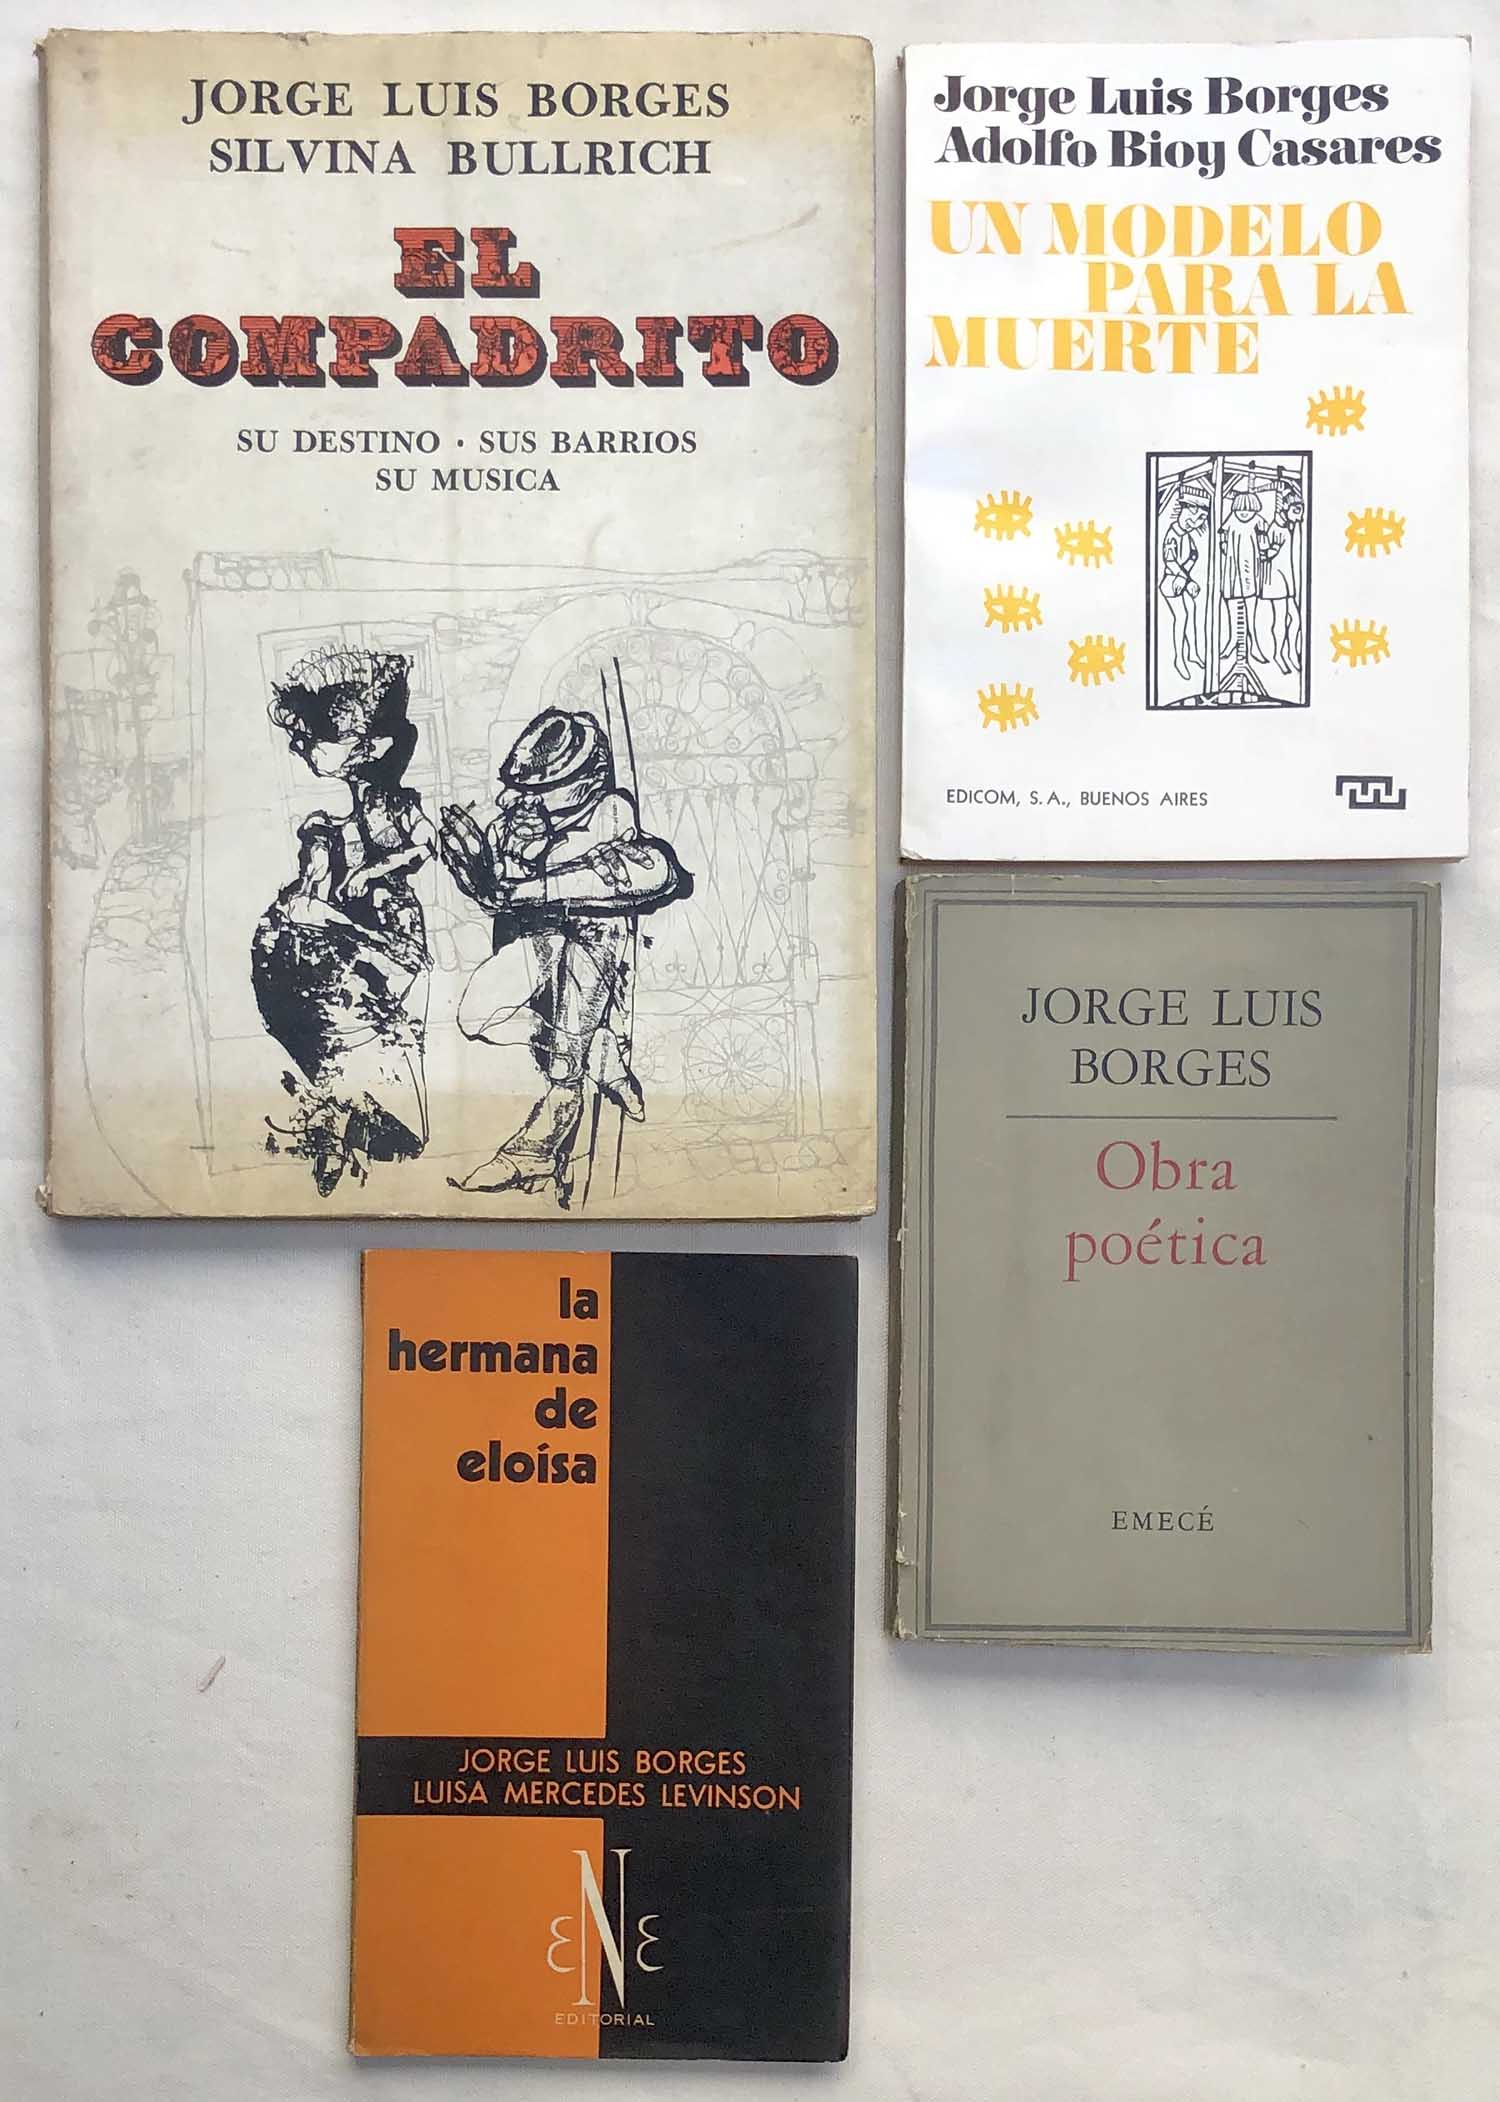 JORGE LUIS BORGES
SILVINA BULLRICH
EL
COMPADRITO
SU DESTINO · SUS BARRIOS
SU MUSICA
Jorge Luis Borges
Adolfo Bioy Casares
UN MODELO
PARA LA
MUERTE
EDICOM, S. A., BUENOS AIRES
JORGE LUIS
BORGES
Obra
poética
EMECÉ
la
hermana
de
eloísa
JORGE LUIS BORGES
LUISA MERCEDES LEVINSON
ENE
EDITORIAL